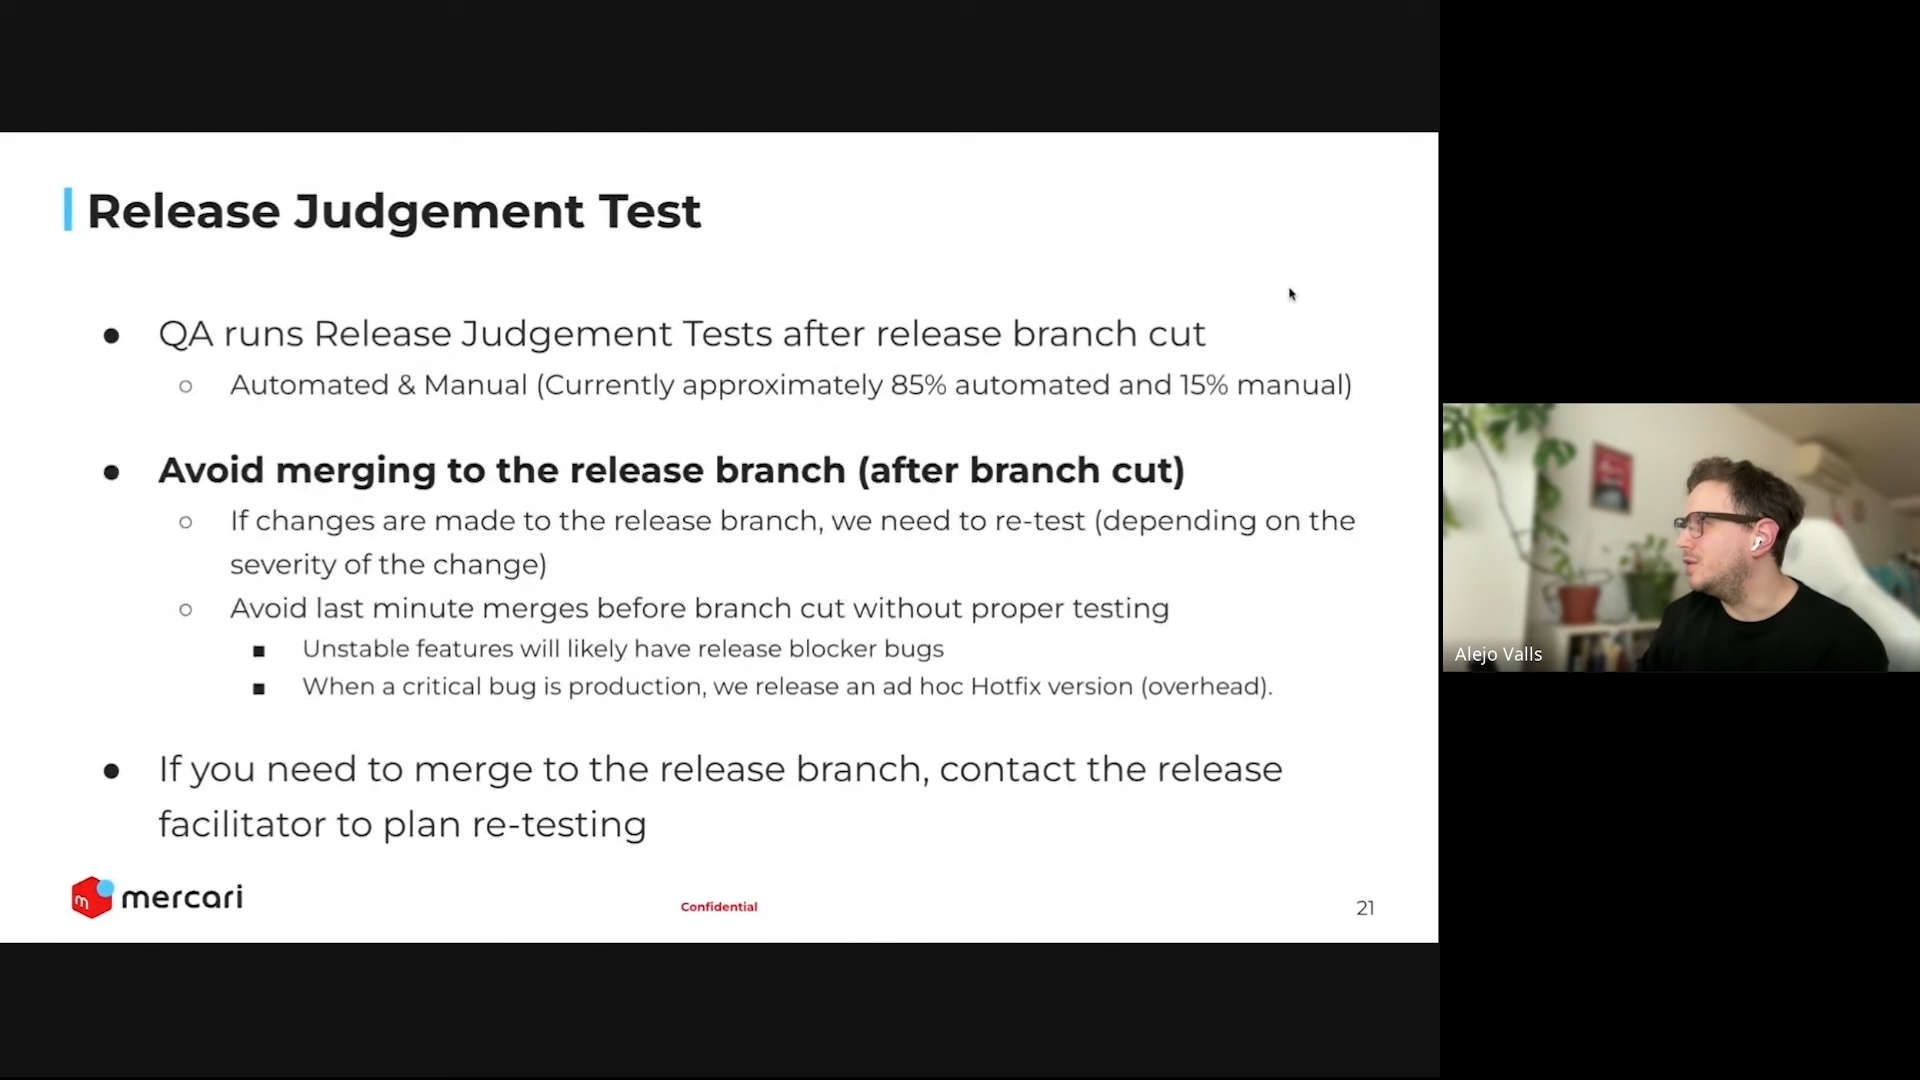 Release Judgement Test
● QA runs Release Judgement Tests after release branch cut
○ Automated & Manual (Currently approximately 85% automated and 15% manual)
● Avoid merging to the release branch (after branch cut)
○ If changes are made to the release branch, we need to re-test (depending on the
severity of the change)
○ Avoid last minute merges before branch cut without proper testing
■ Unstable features will likely have release blocker bugs
■ When a critical bug is production, we release an ad hoc Hotfix version (overhead).
● If you need to merge to the release branch, contact the release
facilitator to plan re-testing
m mercari
Confidential
21
Alejo Valls